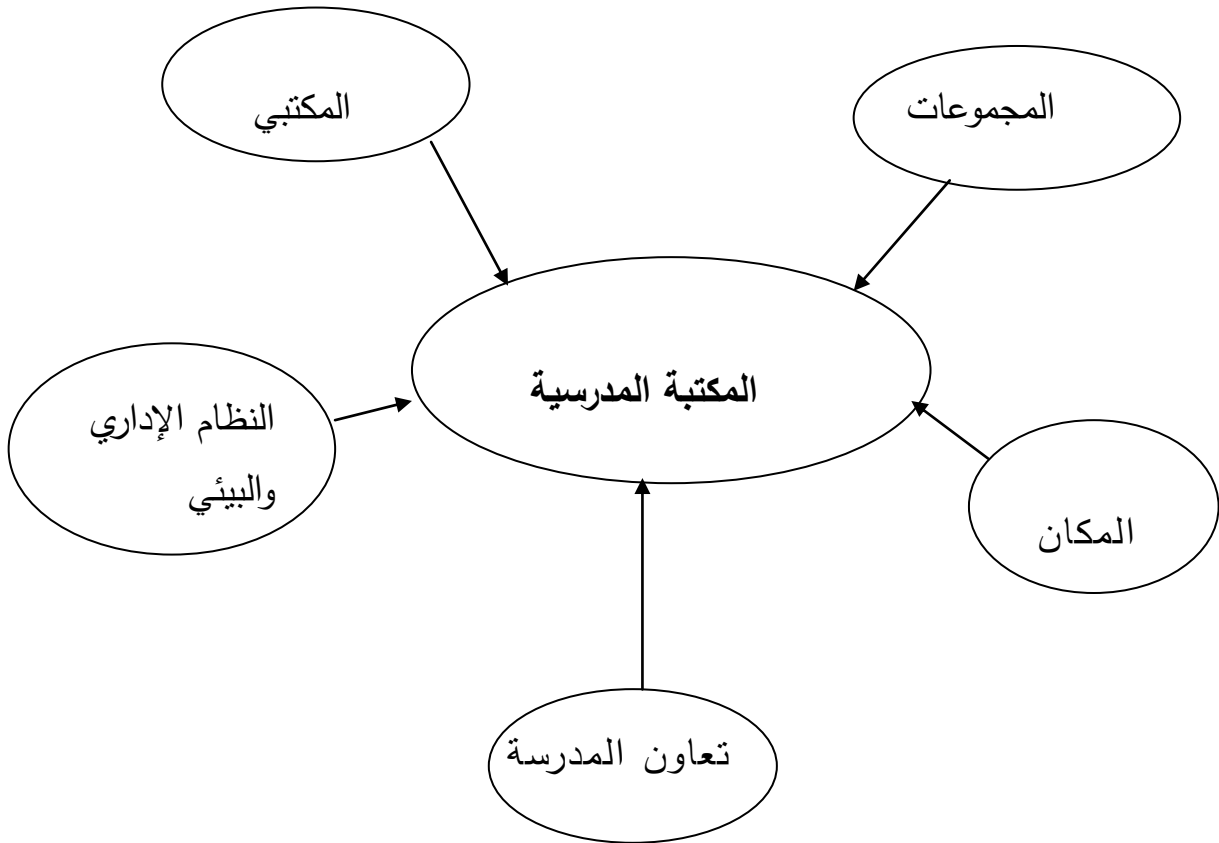 المجموعات
المكتبي
المكتبة المدرسية
النظام الإداري
والبيئي
المكان
تعاون المدرسة